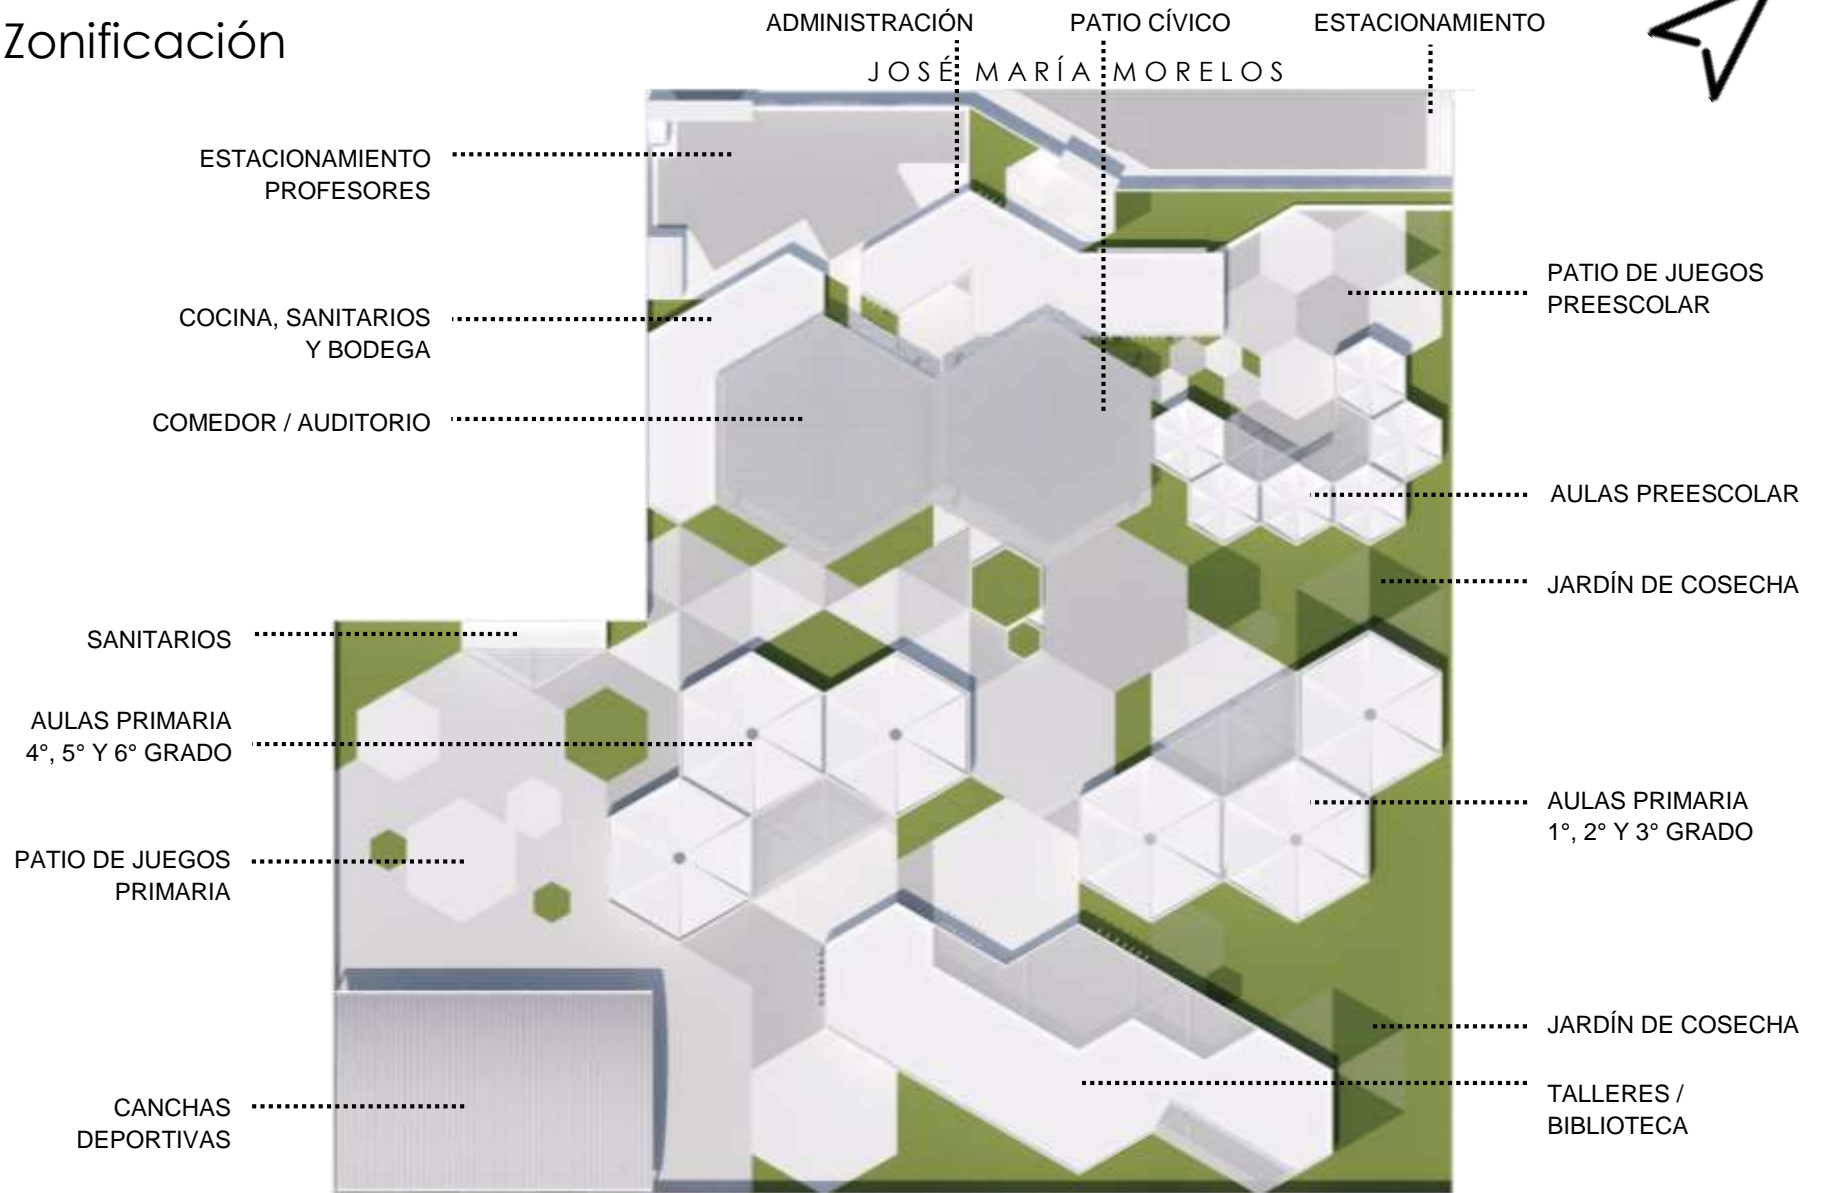 Zonificación
ADMINISTRACIÓN
PATIO CÍVICO
ESTACIONAMIENTO
JOSÉ MARÍA MORELOS
ESTACIONAMIENTO
PROFESORES
COCINA, SANITARIOS
Y BODEGA
COMEDOR / AUDITORIO
SANITARIOS
AULAS PRIMARIA
4°, 5° Y 6° GRADO
PATIO DE JUEGOS
PRIMARIA
CANCHAS
DEPORTIVAS
PATIO DE JUEGOS
PREESCOLAR
AULAS PREESCOLAR
JARDÍN DE COSECHA
AULAS PRIMARIA
1°, 2° Y 3° GRADO
JARDÍN DE COSECHA
TALLERES /
BIBLIOTECA